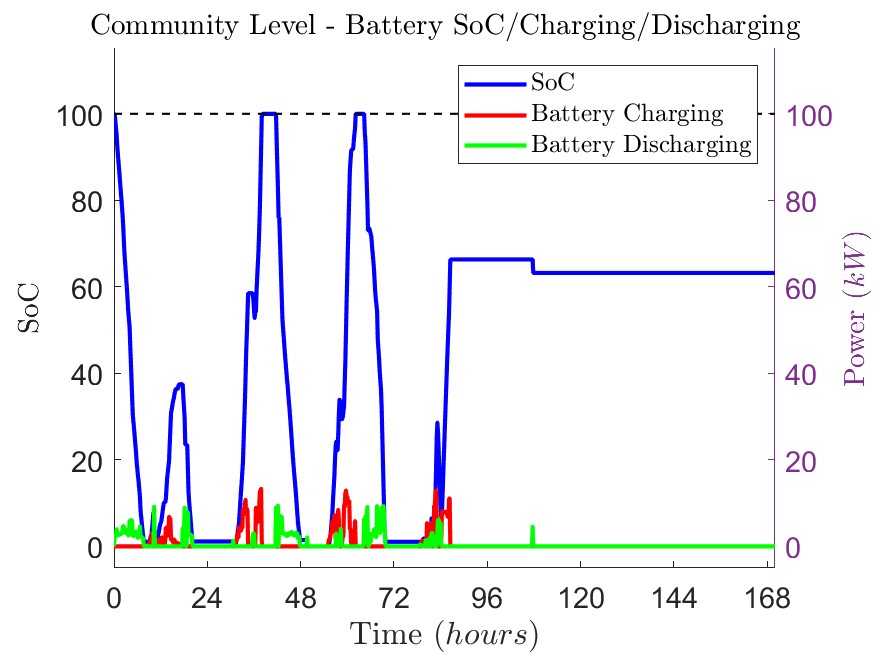 Community Level - Battery SoC/Charging/Discharging
SoC
Battery Charging
Battery Discharging
100
80
60
40
20
0
SoC
100
80
60
40
20
0
Power (kW)
0 24 48 72 96 120 144 168
Time (hours)